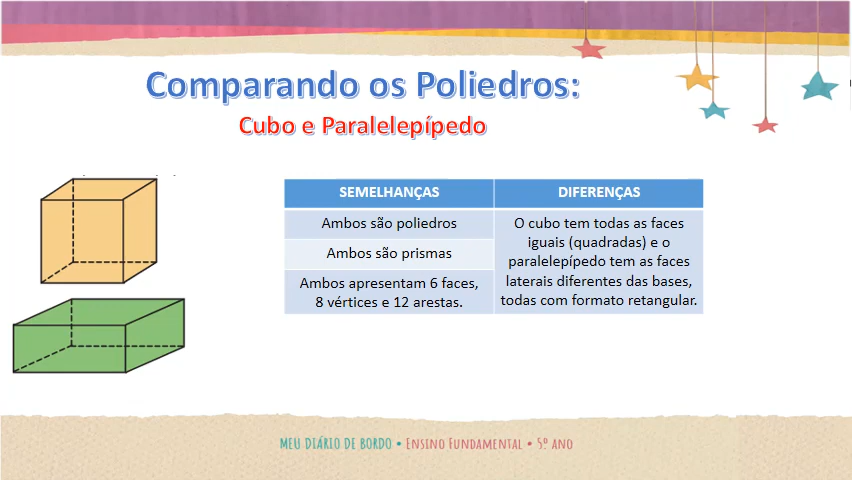 Comparando os Poliedros:
Cubo e Paralelepípedo
SEMELHANÇAS
DIFERENÇAS
Ambos são poliedros
Ambos são prismas
Ambos apresentam 6 faces,
8 vértices e 12 arestas.
O cubo tem todas as faces
iguais (quadradas) e o
paralelepípedo tem as faces
laterais diferentes das bases,
todas com formato retangular.
MEU DIÁRIO DE BORDO • ENSINO FUNDAMENTAL • 5º ANO